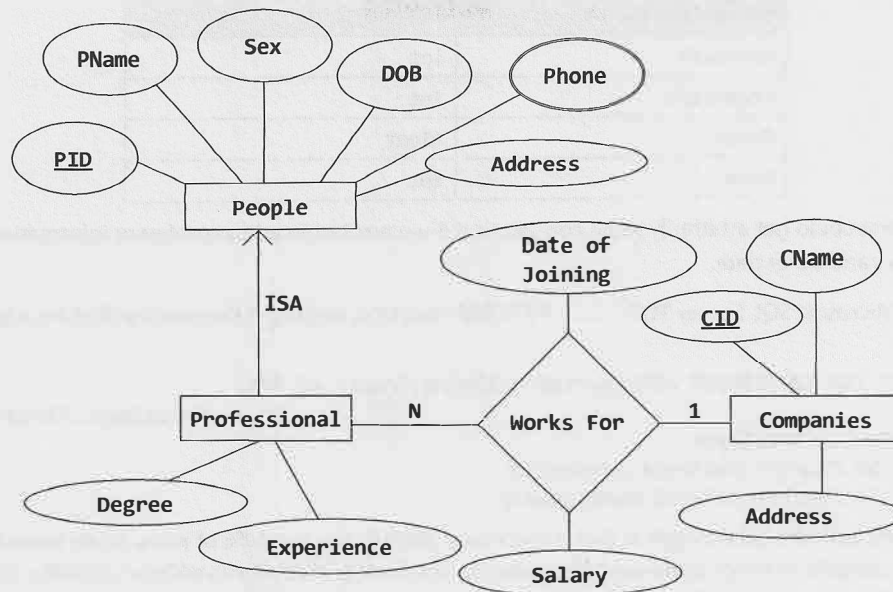 PName
Sex
DOB
Phone
PID
Address
People
ISA
Date of
Joining
CName
CID
Professional
N
Works For
1
Companies
Degree
Experience
Salary
Address